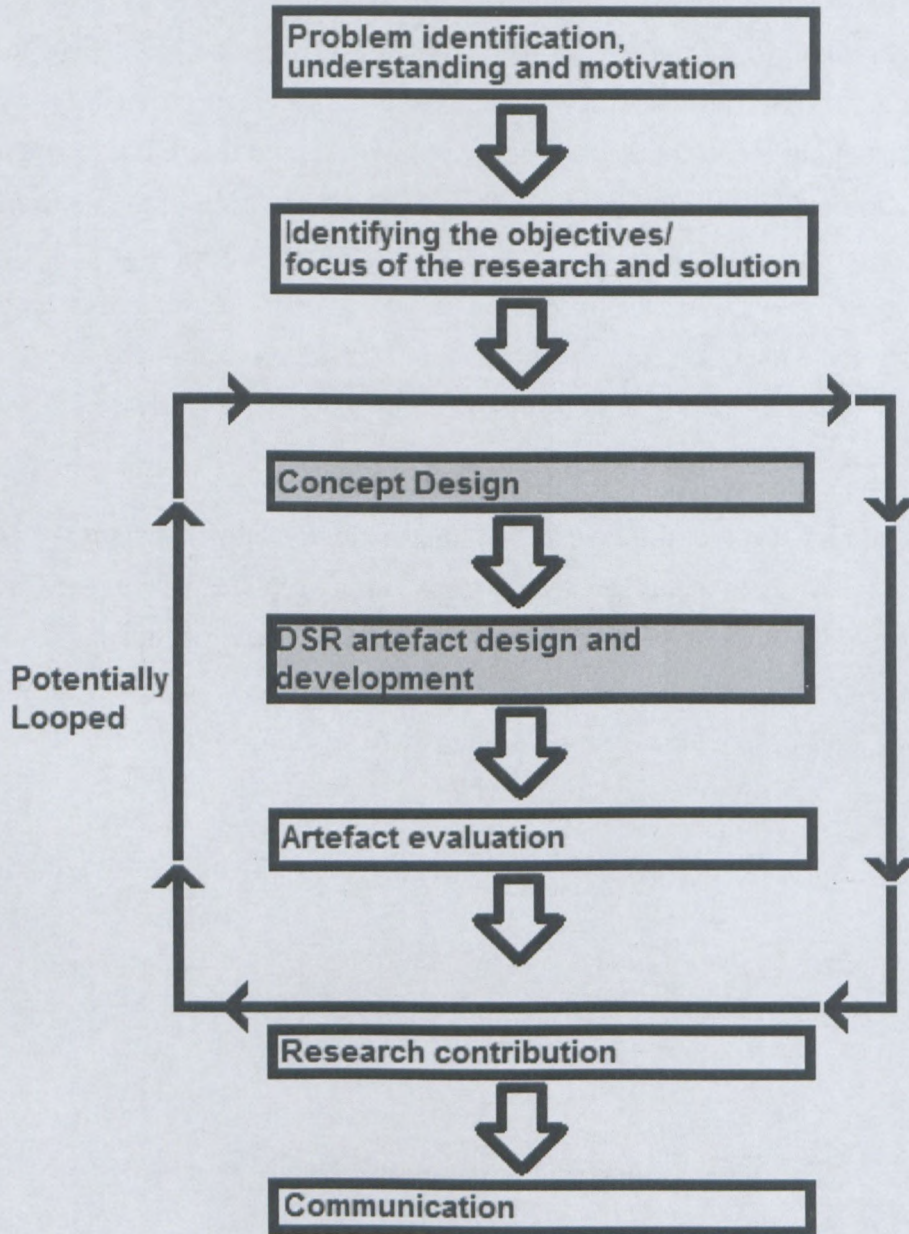 Problem identification,
understanding and motivation
Identifying the objectives/
focus of the research and solution
Concept Design
DSR artefact design and
development
Potentially
Looped
Artefact evaluation
Research contribution
Communication